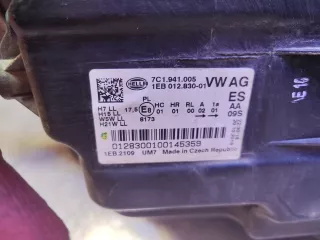 HELLA 7C1.941.005 VW AG
1EB 012.830-01 ES
PL HC HR RL A 1a AA
H7 LL 17,5 E8 01 01 00 02 01 09S
H15 LL
W5W LL 8173
H21W LL
0128300100145359
1EB.2109 UM7 Made in Czech Republic